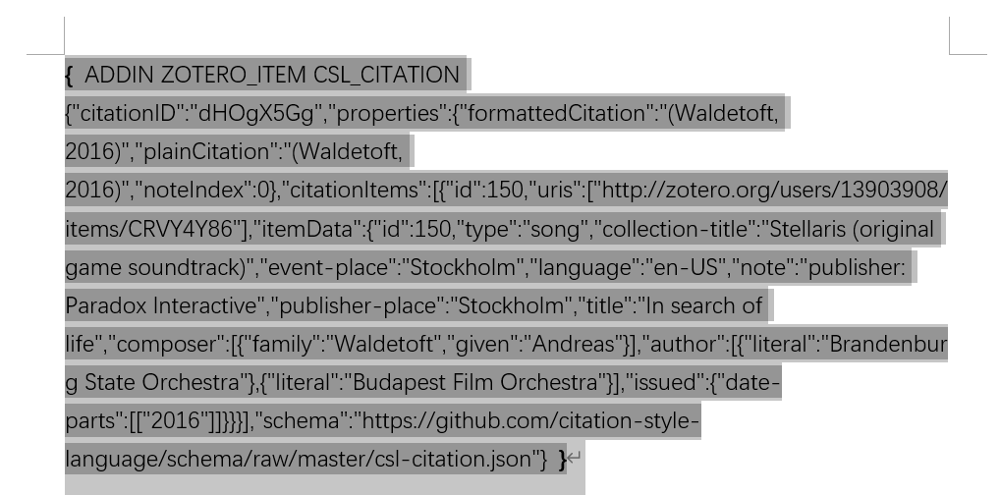 { ADDIN ZOTERO_ITEM CSL_CITATION
{"citationID":"dHOgX5Gg","properties":{"formattedCitation":"(Waldetoft,
2016)","plainCitation":"(Waldetoft,
2016)","noteIndex":0},"citationItems":[{"id":150,"uris":["http://zotero.org/users/13903908/
items/CRVY4Y86"],"itemData":{"id":150,"type":"song","collection-title":"Stellaris (original
game soundtrack)","event-place":"Stockholm","language":"en-US","note":"publisher:
Paradox Interactive","publisher-place":"Stockholm","title":"In search of
life","composer":[{"family":"Waldetoft","given":"Andreas"}],"author":[{"literal":"Brandenbur
g State Orchestra"},{"literal":"Budapest Film Orchestra"}],"issued":{"date-
parts":[["2016"]]}}}],"schema":"https://github.com/citation-style-
language/schema/raw/master/csl-citation.json"} }